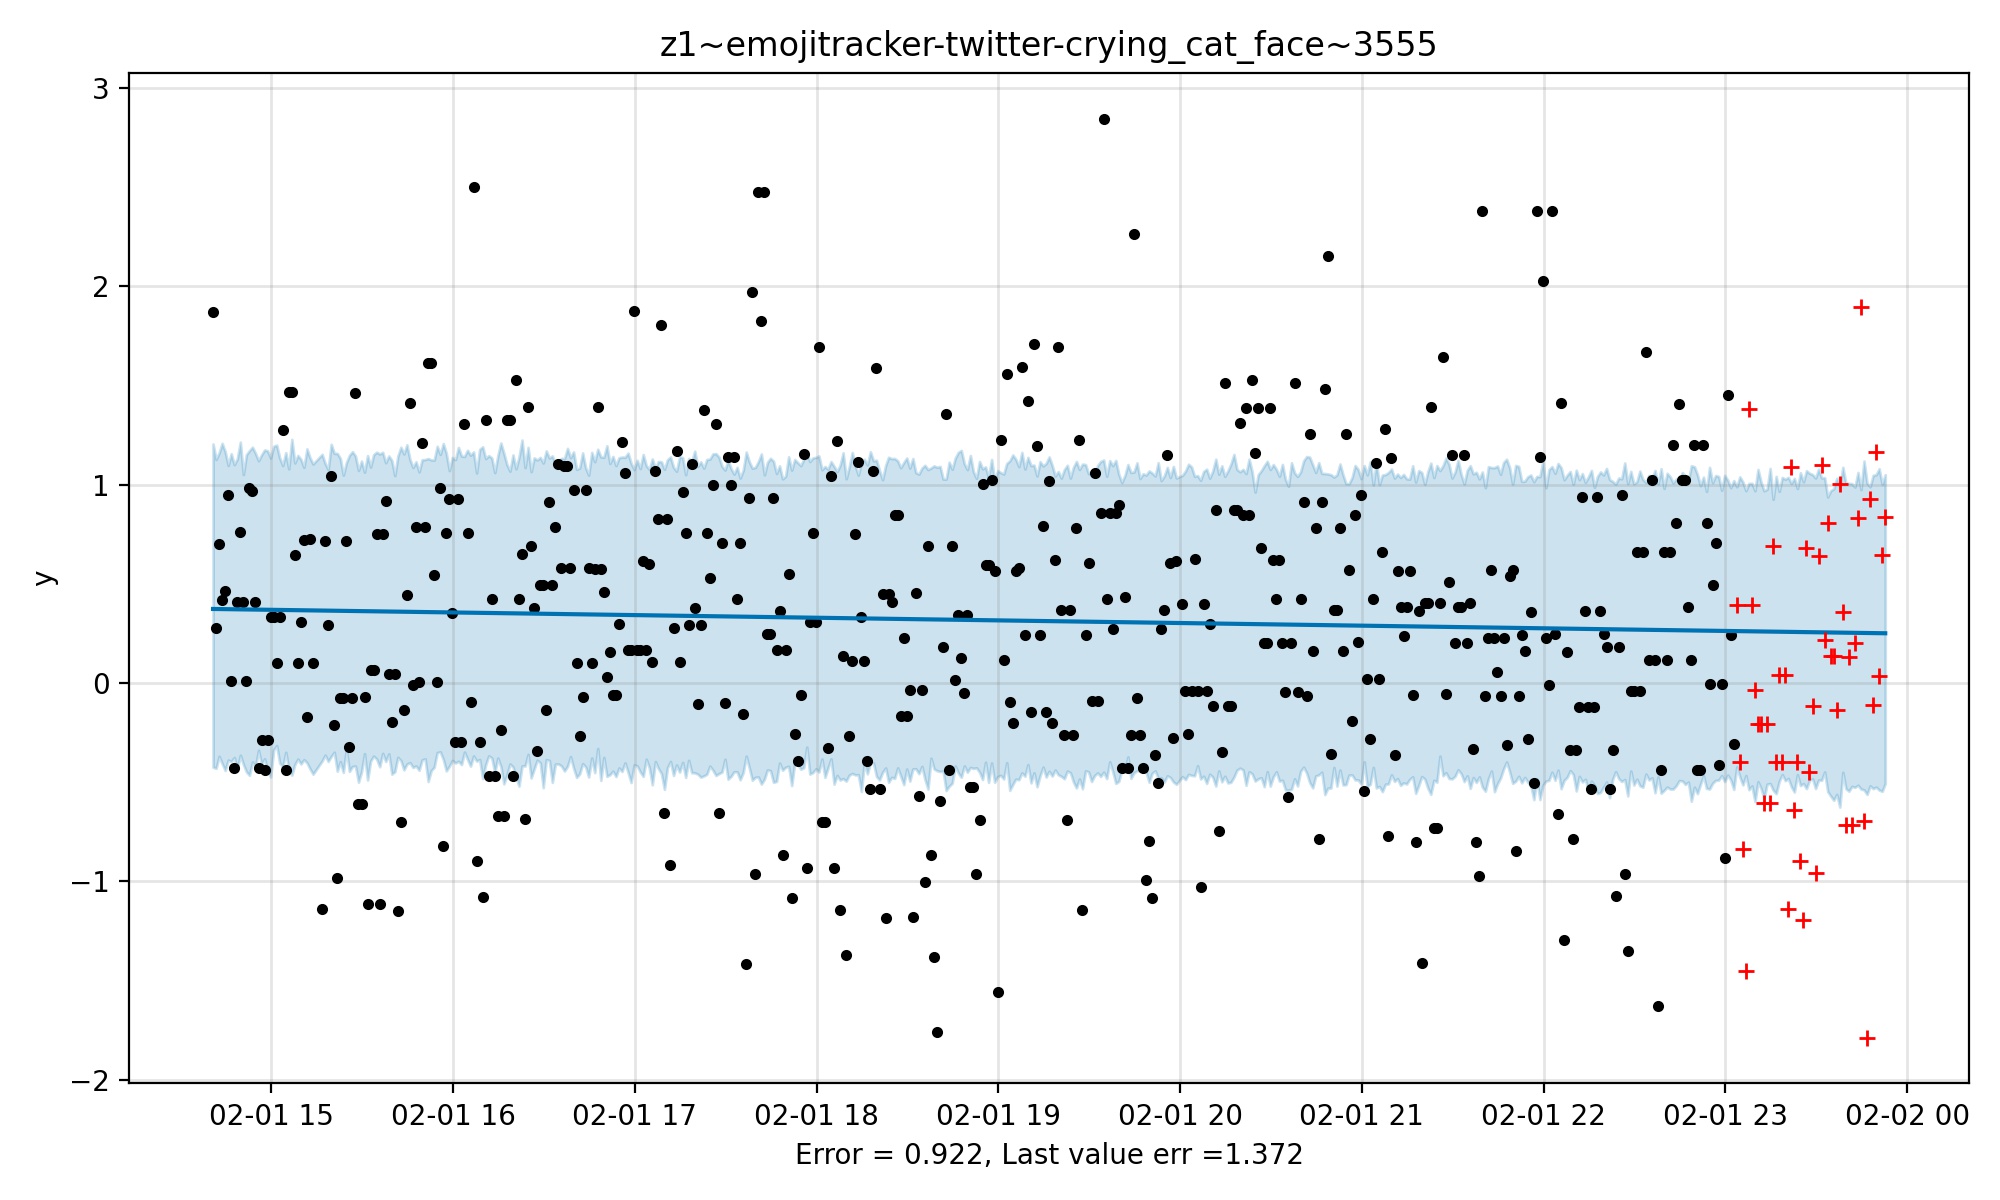 z1~emojitracker-twitter-crying_cat_face~3555
y
3
2
1
0
−1
−2
02-01 15 02-01 16 02-01 17 02-01 18 02-01 19 02-01 20 02-01 21 02-01 22 02-01 23 02-02 00
Error = 0.922, Last value err =1.372